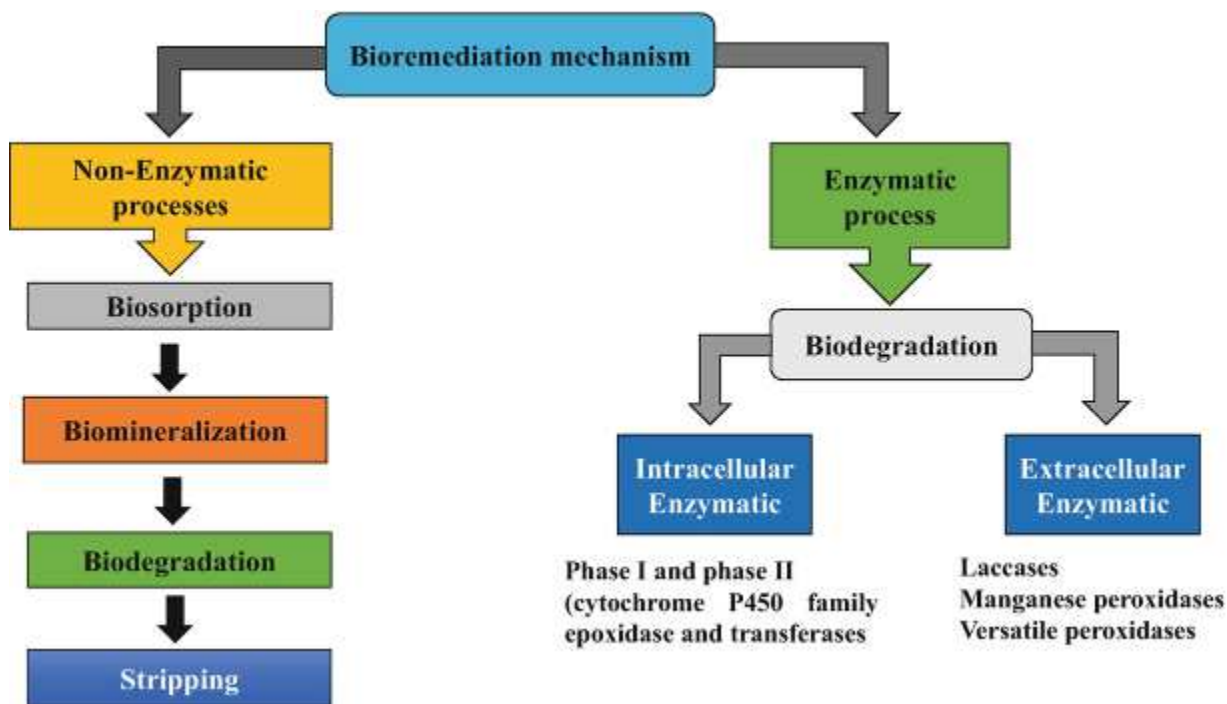 Bioremediation mechanism
Non-Enzymatic
processes
Biosorption
Biomineralization
Biodegradation
Stripping
Enzymatic
process
Biodegradation
Intracellular
Enzymatic
Phase I and phase II
(cytochrome P450 family
epoxidase and transferases
Extracellular
Enzymatic
Laccases
Manganese peroxidases
Versatile peroxidases